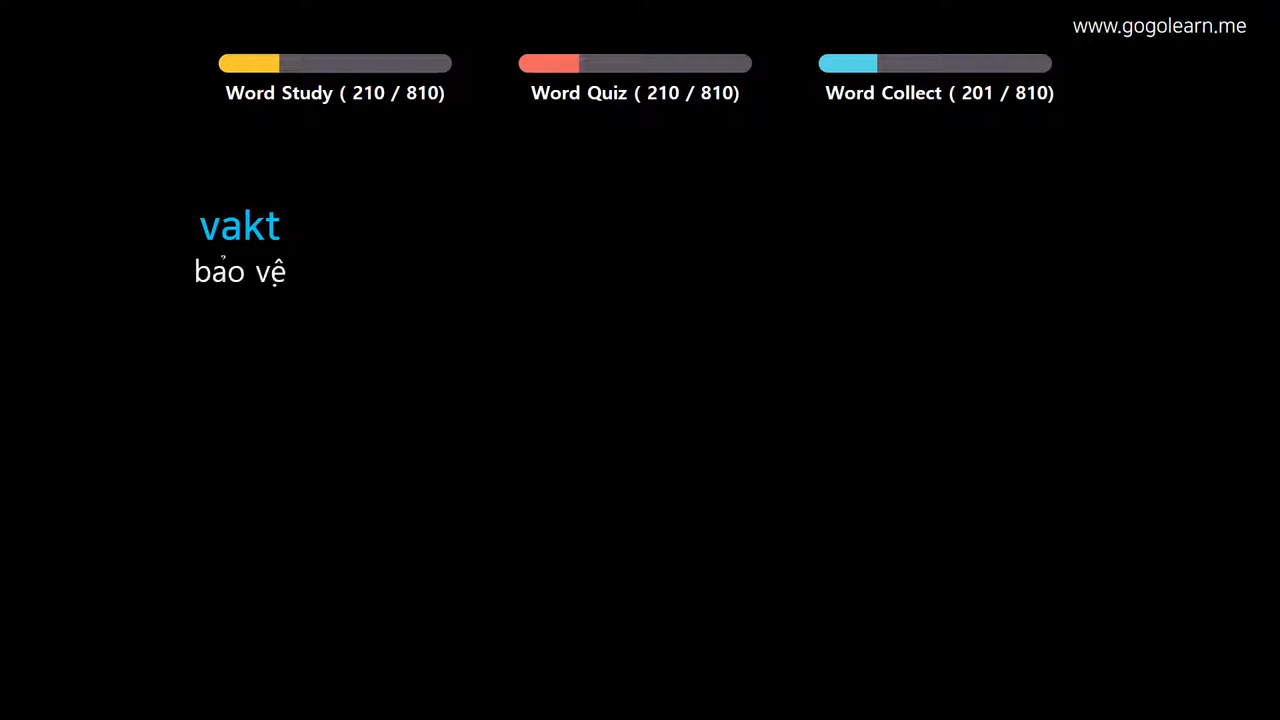 www.gogolearn.me
Word Study ( 210 / 810)
Word Quiz ( 210 / 810)
Word Collect ( 201 / 810)
vakt
bảo vệ